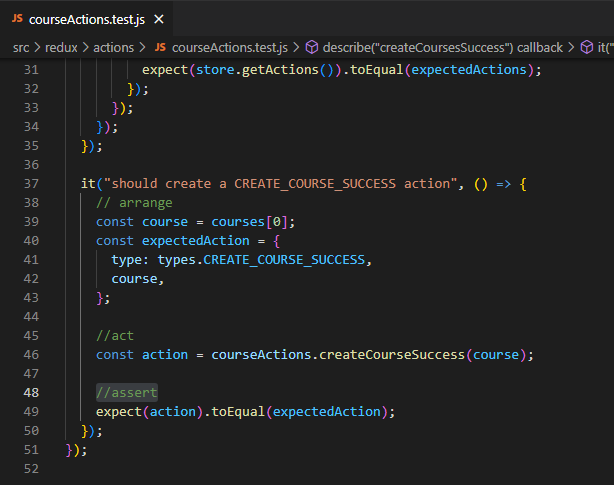 JS courseActions.test.js ×
src > redux > actions > JS courseActions.test.js > describe("createCoursesSuccess") callback > it("
31 expect(store.getActions()).toEqual(expectedActions);
32 });
33 });
34 });
35 });
36
37 it("should create a CREATE_COURSE_SUCCESS action", () => {
38 // arrange
39 const course = courses[0];
40 const expectedAction = {
41 type: types.CREATE_COURSE_SUCCESS,
42 course,
43 };
44
45 //act
46 const action = courseActions.createCourseSuccess(course);
47
48 //assert
49 expect(action).toEqual(expectedAction);
50 });
51 });
52